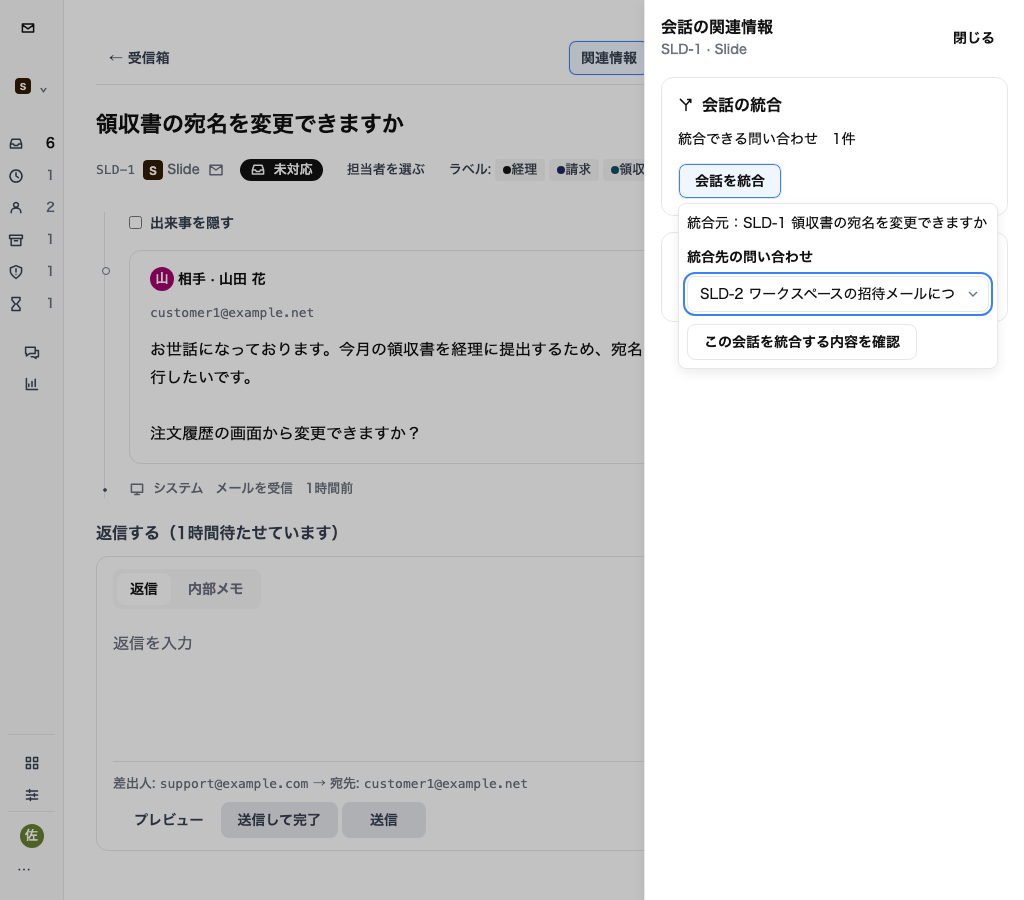 S
6
1
2
1
1
1
佐
…
← 受信箱
関連情報
領収書の宛名を変更できますか
SLD-1 S Slide 未対応 担当者を選ぶ ラベル: 経理 請求 領収
出来事を隠す
山 相手 · 山田 花
customer1@example.net
お世話になっております。今月の領収書を経理に提出するため、宛名
行したいです。
注文履歴の画面から変更できますか？
システム メールを受信 1時間前
返信する（1時間待たせています）
返信 内部メモ
返信を入力
差出人: support@example.com → 宛先: customer1@example.net
プレビュー 送信して完了 送信
会話の関連情報
SLD-1 · Slide
閉じる
会話の統合
統合できる問い合わせ 1件
会話を統合
統合元：SLD-1 領収書の宛名を変更できますか
統合先の問い合わせ
SLD-2 ワークスペースの招待メールにつ
この会話を統合する内容を確認